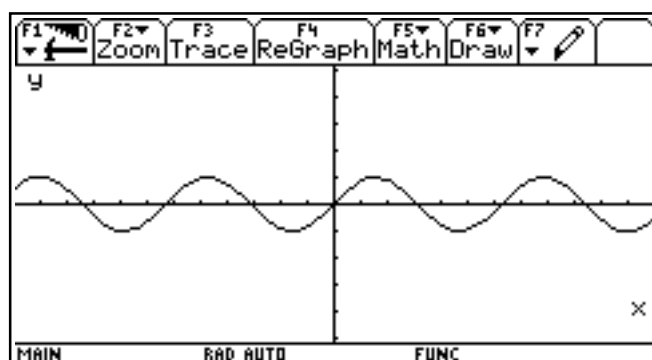 F1 F2 F3 F4 F5 F6 F7
Zoom Trace ReGraph Math Draw
y
x
MAIN RAD AUTO FUNC